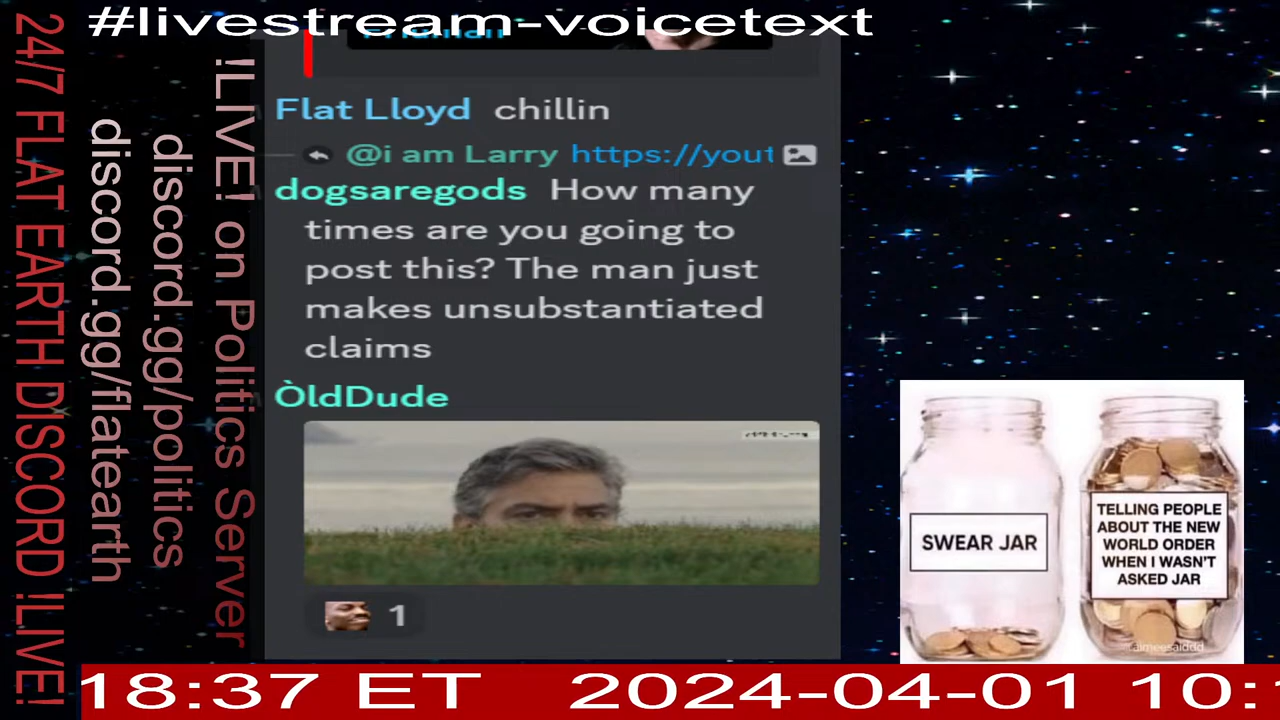 #livestream-voicetext
24/7 FLAT EARTH DISCORD !LIVE!
discord.gg/flatearth
discord.gg/politics
!LIVE! on Politics Server
Flat Lloyd chillin
@i am Larry https://yout
dogsaregods How many
times are you going to
post this? The man just
makes unsubstantiated
claims
ÒldDude
1
SWEAR JAR
TELLING PEOPLE
ABOUT THE NEW
WORLD ORDER
WHEN I WASN'T
ASKED JAR
aimeesaiddd
18:37 ET 2024-04-01 10: